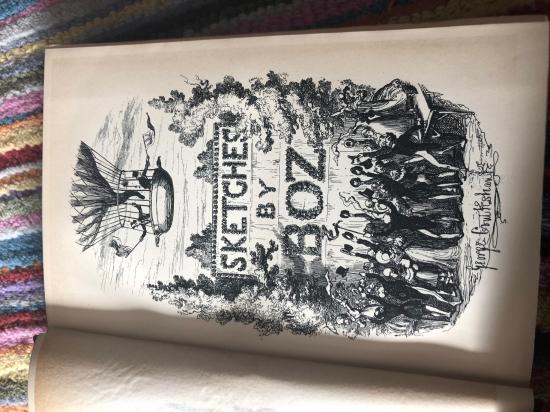 SKETCHES
BY
BOZ
George Cruikshank